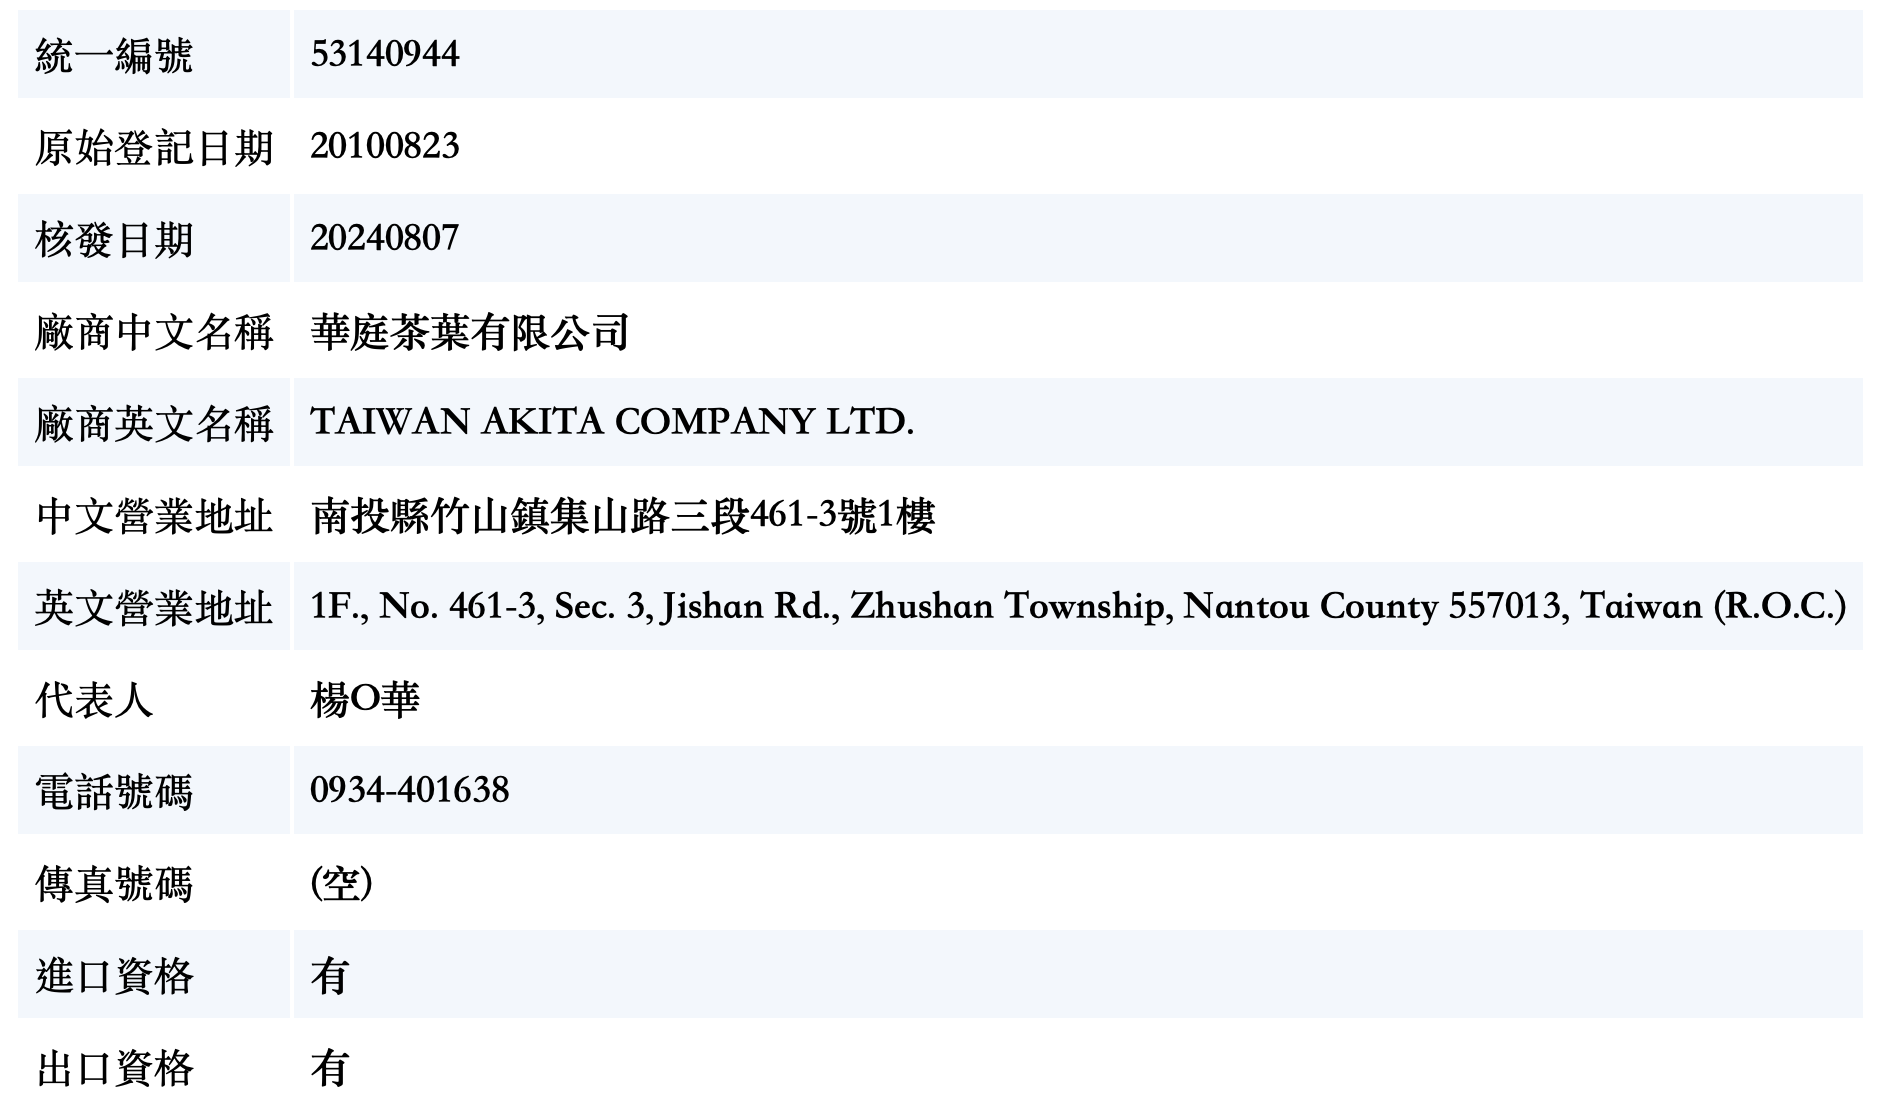 統一編號 53140944
原始登記日期 20100823
核發日期 20240807
廠商中文名稱 華庭茶葉有限公司
廠商英文名稱 TAIWAN AKITA COMPANY LTD.
中文營業地址 南投縣竹山鎮集山路三段461-3號1樓
英文營業地址 1F., No. 461-3, Sec. 3, Jishan Rd., Zhushan Township, Nantou County 557013, Taiwan (R.O.C.)
代表人 楊O華
電話號碼 0934-401638
傳真號碼 (空)
進口資格 有
出口資格 有